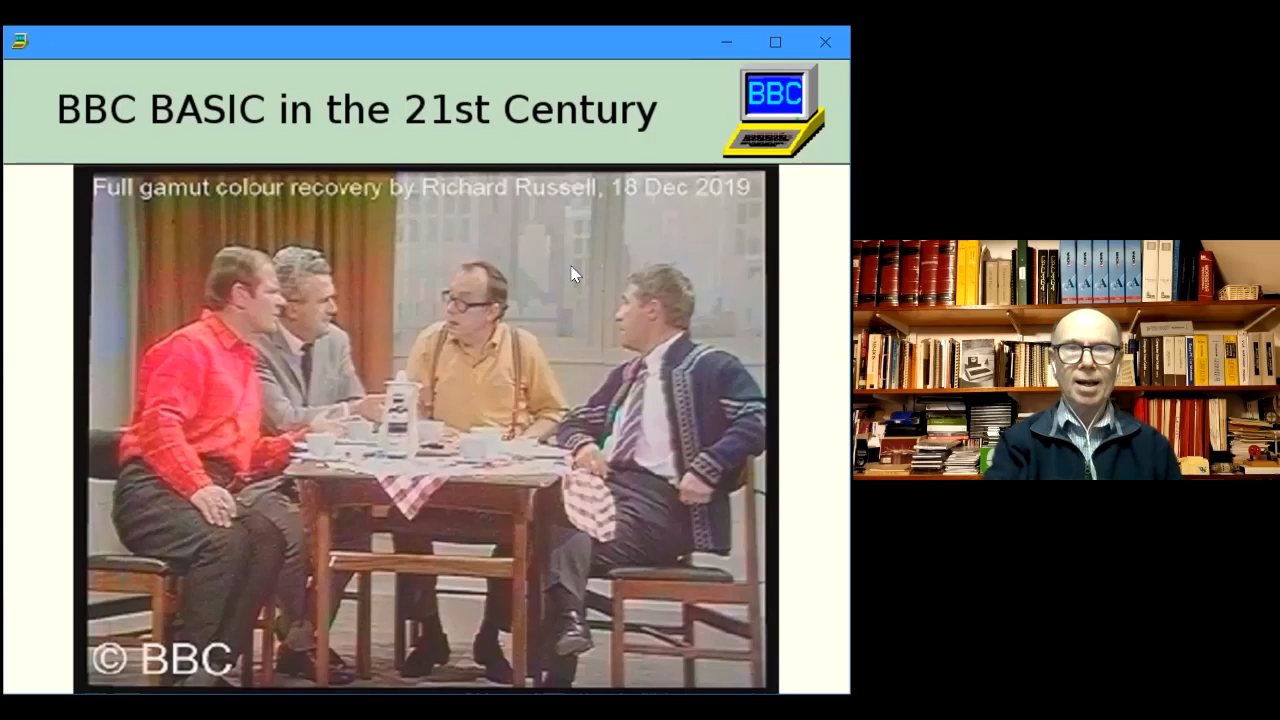 BBC BASIC in the 21st Century
BBC
Full gamut colour recovery by Richard Russell, 18 Dec 2019
© BBC